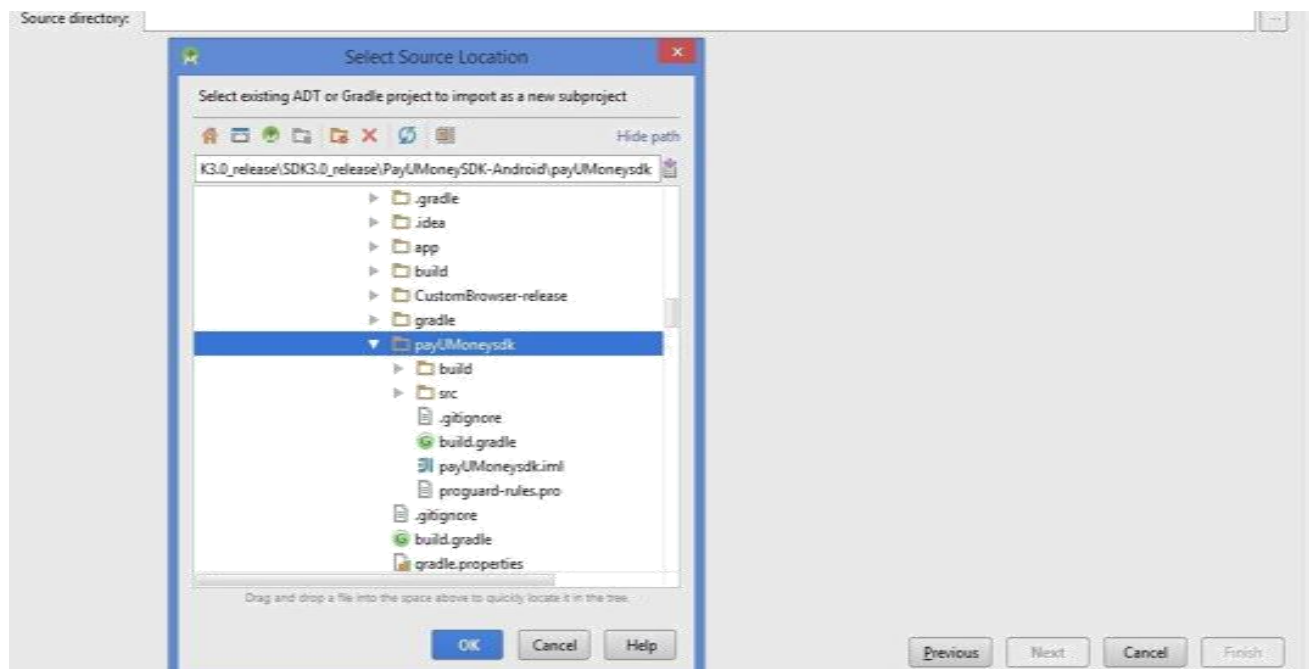 Source directory:
...
Select Source Location
Select existing ADT or Gradle project to import as a new subproject
Hide path
K3.0_release\SDK3.0_release\PayUMoneySDK-Android\payUMoneysdk
.gradle
.idea
app
build
CustomBrowser-release
gradle
payUMoneysdk
build
src
.gitignore
build.gradle
payUMoneysdk.iml
proguard-rules.pro
.gitignore
build.gradle
gradle.properties
Drag and drop a file into the space above to quickly locate it in the tree.
OK Cancel Help
Previous Next Cancel Finish